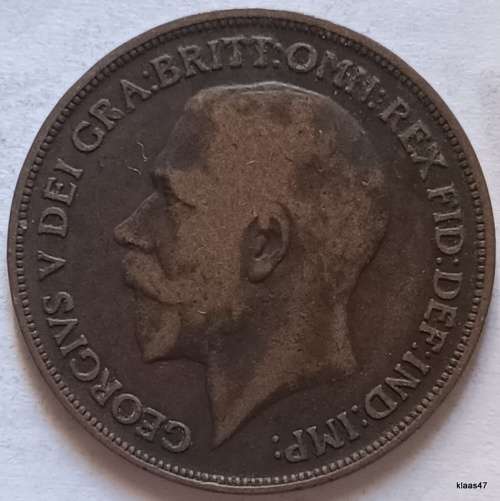 GEORGIVS V DEI GRA:BRITT:OMN:REX FID:DEF:IND:IMP:
klaas47